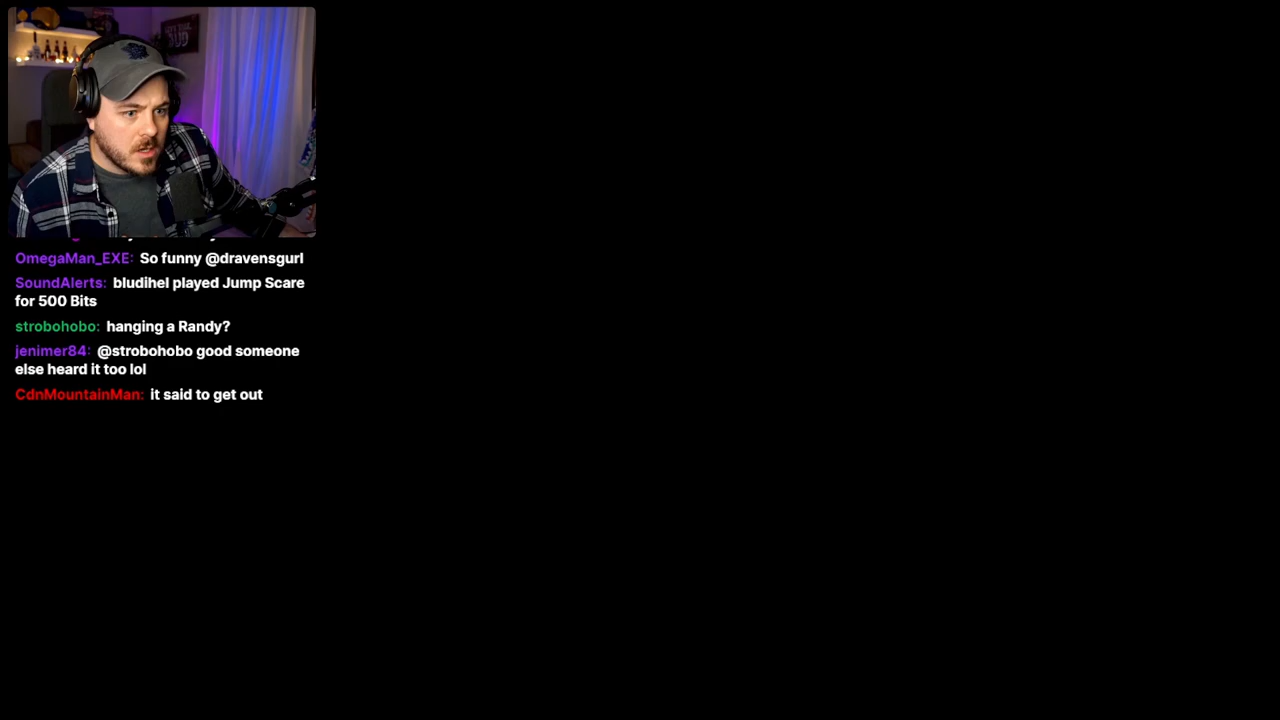 OmegaMan_EXE: So funny @dravensgurl
SoundAlerts: bludihel played Jump Scare
for 500 Bits
strobohobo: hanging a Randy?
jenimer84: @strobohobo good someone
else heard it too lol
CdnMountainMan: it said to get out